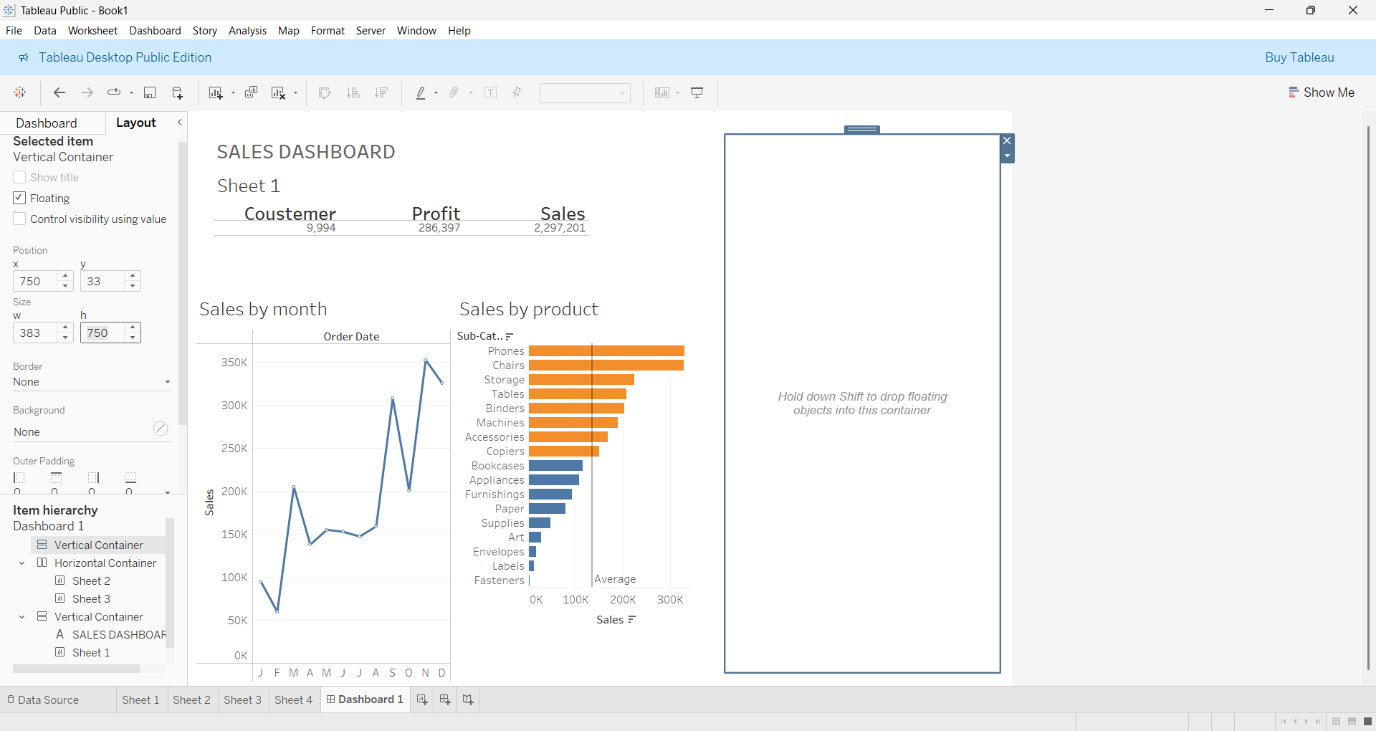 Tableau Public - Book1
File Data Worksheet Dashboard Story Analysis Map Format Server Window Help
Tableau Desktop Public Edition
Buy Tableau
Show Me
Dashboard
Layout
Selected item
Vertical Container
Show title
Floating
Control visibility using value
Position
x y
750 33
Size
w h
383 750
Border
None
Background
None
Outer Padding
0 0 0 0
Item hierarchy
Dashboard 1
Vertical Container
Horizontal Container
Sheet 2
Sheet 3
Vertical Container
A SALES DASHBOAR
Sheet 1
SALES DASHBOARD
Sheet 1
Coustemer Profit Sales
9,994 286,397 2,297,201
Sales by month
Order Date
350K
300K
250K
200K
150K
100K
50K
0K
Sales
J F M A M J J A S O N D
Sales by product
Sub-Cat..
Phones
Chairs
Storage
Tables
Binders
Machines
Accessories
Copiers
Bookcases
Appliances
Furnishings
Paper
Supplies
Art
Envelopes
Labels
Fasteners
Average
0K 100K 200K 300K
Sales
Hold down Shift to drop floating
objects into this container
Data Source Sheet 1 Sheet 2 Sheet 3 Sheet 4 Dashboard 1